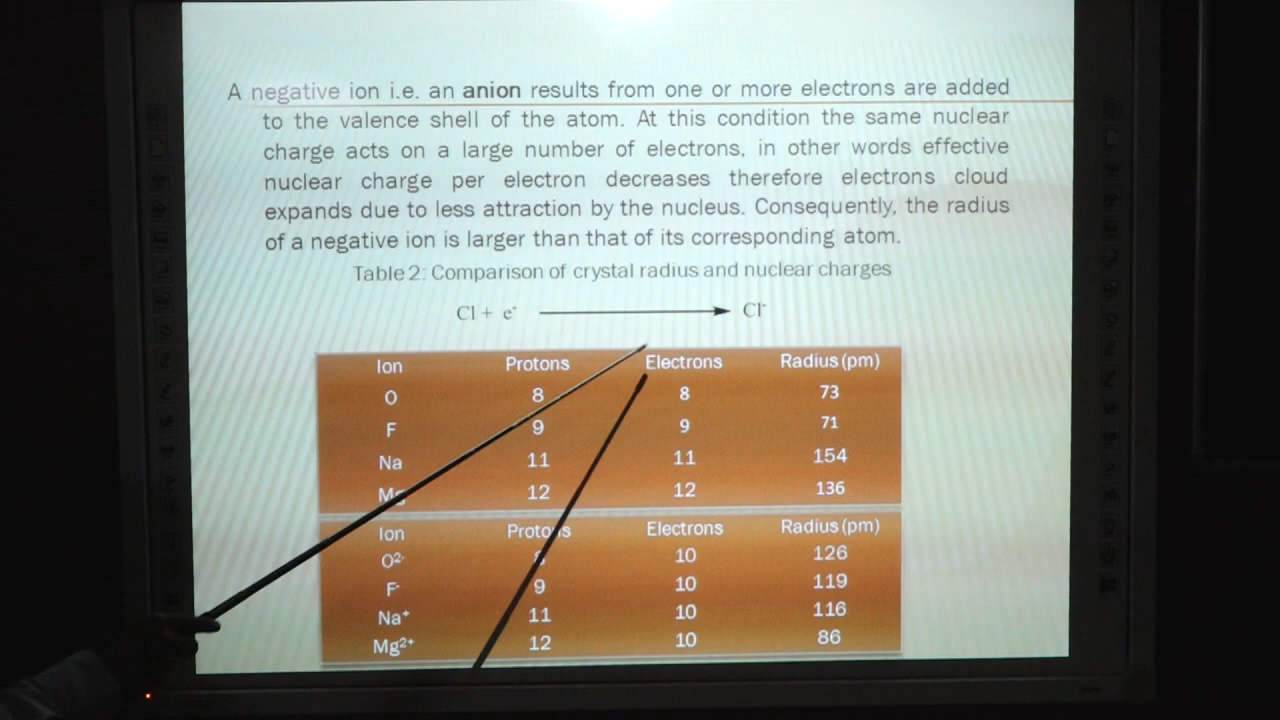 A negative ion i.e. an anion results from one or more electrons are added
to the valence shell of the atom. At this condition the same nuclear
charge acts on a large number of electrons, in other words effective
nuclear charge per electron decreases therefore electrons cloud
expands due to less attraction by the nucleus. Consequently, the radius
of a negative ion is larger than that of its corresponding atom.
Table 2: Comparison of crystal radius and nuclear charges
Cl + e⁻ ⟶ Cl⁻
Ion Protons Electrons Radius (pm)
O 8 8 73
F 9 9 71
Na 11 11 154
Mg 12 12 136
Ion Protons Electrons Radius (pm)
O²⁻ 8 10 126
F⁻ 9 10 119
Na⁺ 11 10 116
Mg²⁺ 12 10 86